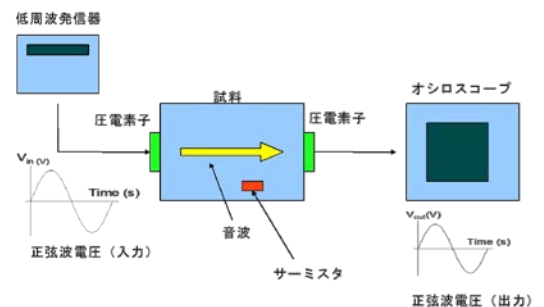 低周波発信器
試料
圧電素子
圧電素子
オシロスコープ
Vin(V)
Time (s)
正弦波電圧（入力）
音波
サーミスタ
Vout(V)
Time (s)
正弦波電圧（出力）